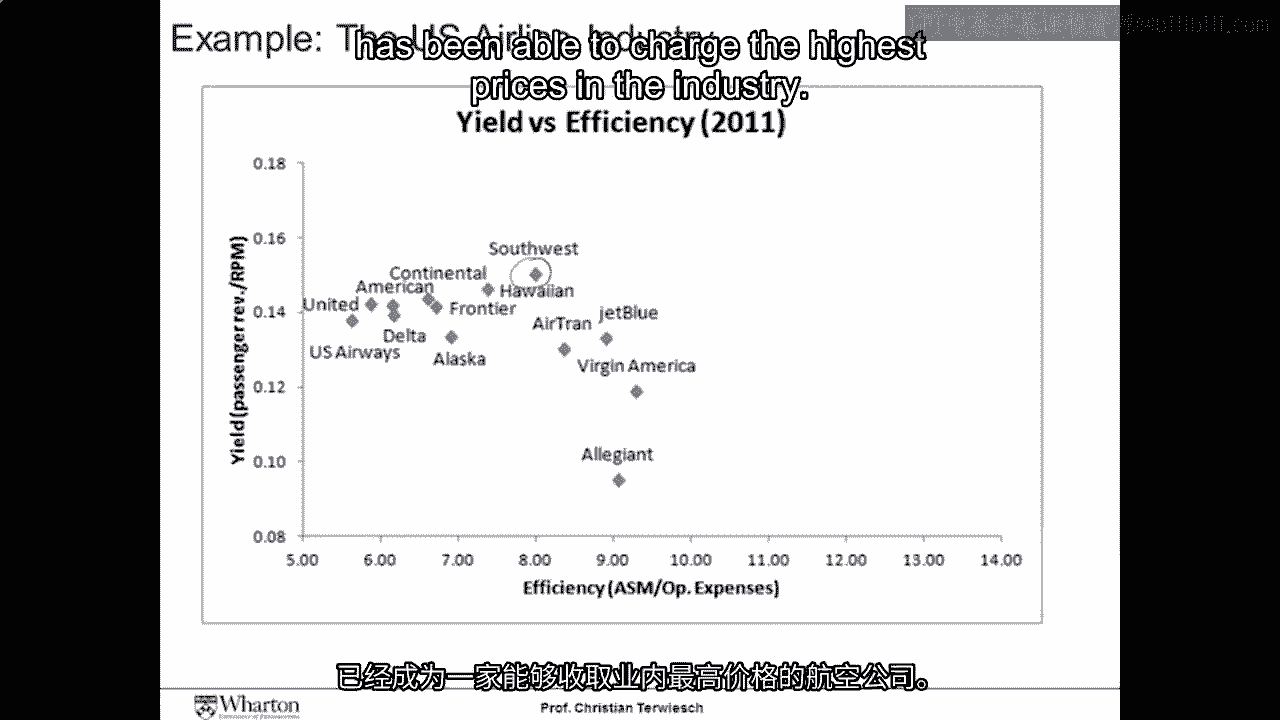 Example: The US Airline Industry
has been able to charge the highest
prices in the industry.
Yield vs Efficiency (2011)
Yield (passenger rev./RPM)
0.18
0.16
0.14
0.12
0.10
0.08
Southwest
Continental
American
Hawaiian
United
Frontier
jetBlue
AirTran
Delta
US Airways
Alaska
Virgin America
Allegiant
5.00 6.00 7.00 8.00 9.00 10.00 11.00 12.00 13.00 14.00
Efficiency (ASM/Op. Expenses)
已经成为一家能够收取业内最高价格的航空公司。
Wharton
Prof. Christian Terwiesch